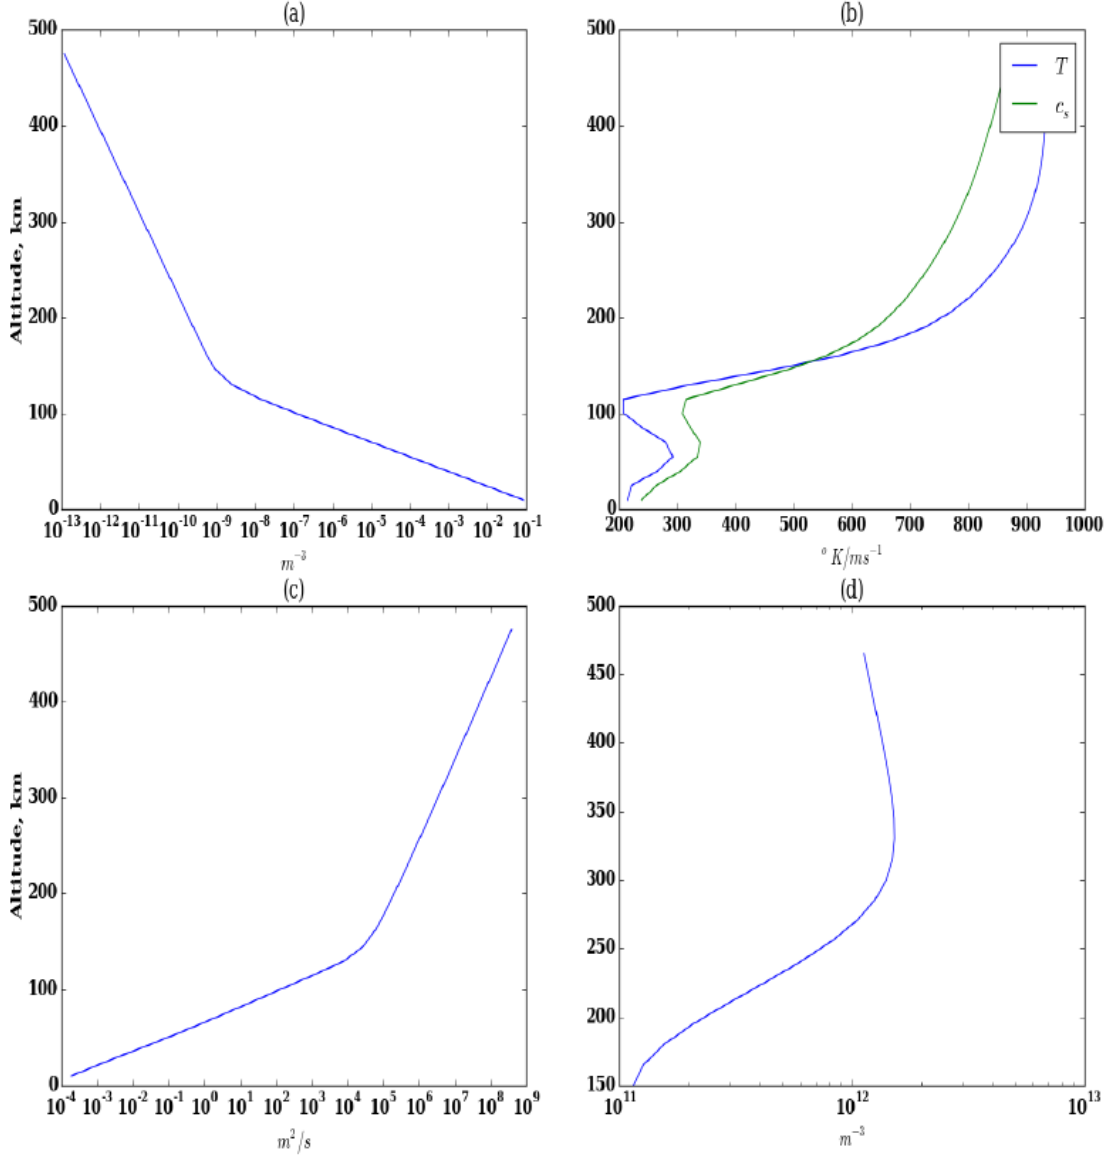 (a)
500
400
300
200
100
0
Altitude, km
10⁻¹³ 10⁻¹² 10⁻¹¹ 10⁻¹⁰ 10⁻⁹ 10⁻⁸ 10⁻⁷ 10⁻⁶ 10⁻⁵ 10⁻⁴ 10⁻³ 10⁻² 10⁻¹
m⁻³
(b)
500
400
300
200
100
0
T
cₛ
200 300 400 500 600 700 800 900 1000
° K/ms⁻¹
(c)
500
400
300
200
100
0
Altitude, km
10⁻⁴ 10⁻³ 10⁻² 10⁻¹ 10⁰ 10¹ 10² 10³ 10⁴ 10⁵ 10⁶ 10⁷ 10⁸ 10⁹
m²/s
(d)
500
450
400
350
300
250
200
150
10¹¹ 10¹² 10¹³
m⁻³